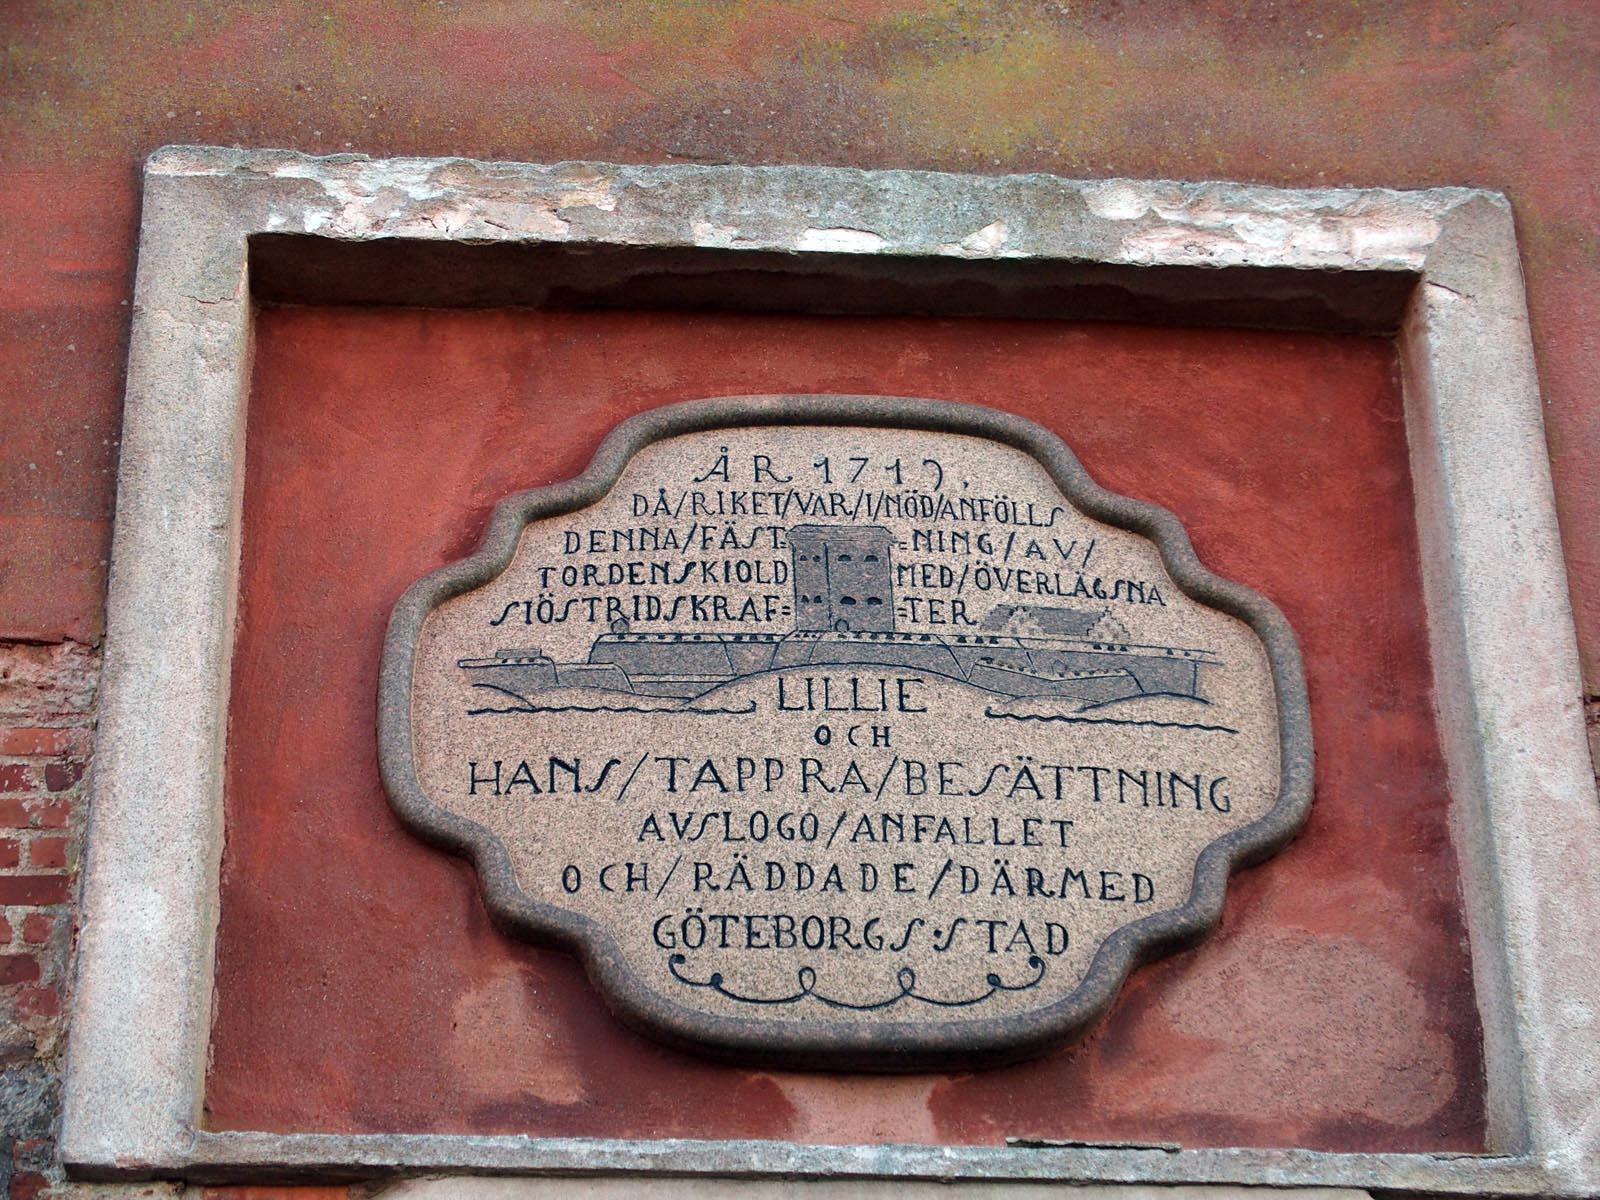 ÅR 1719.
DÅ/RIKET/VAR/I/NÖD/ANFÖLLS
DENNA/FÄST= =NING/AV/
TORDENSKIOLD MED/ÖVERLÄGSNA
SIÖSTRIDSKRAF= =TER
LILLIE
OCH
HANS/TAPPRA/BESÄTTNING
AVSLOGO/ANFALLET
OCH/RÄDDADE/DÄRMED
GÖTEBORGS:STAD